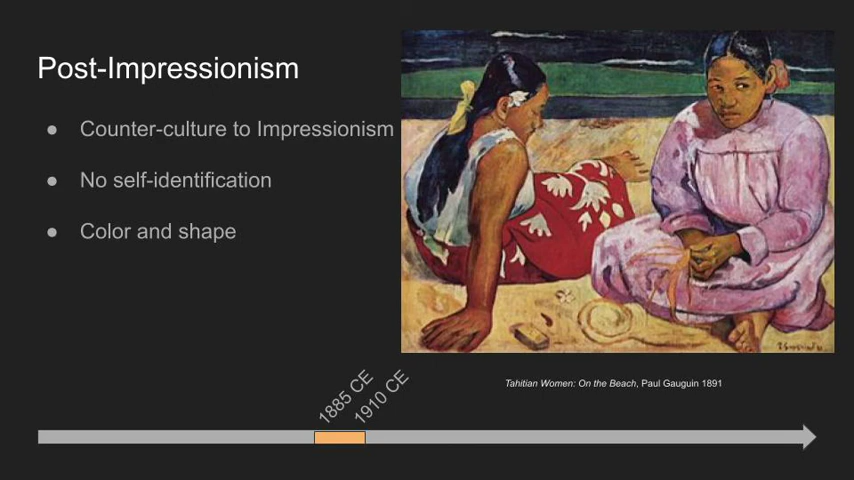 Post-Impressionism
● Counter-culture to Impressionism
● No self-identification
● Color and shape
Tahitian Women: On the Beach, Paul Gauguin 1891
1885 CE
1910 CE